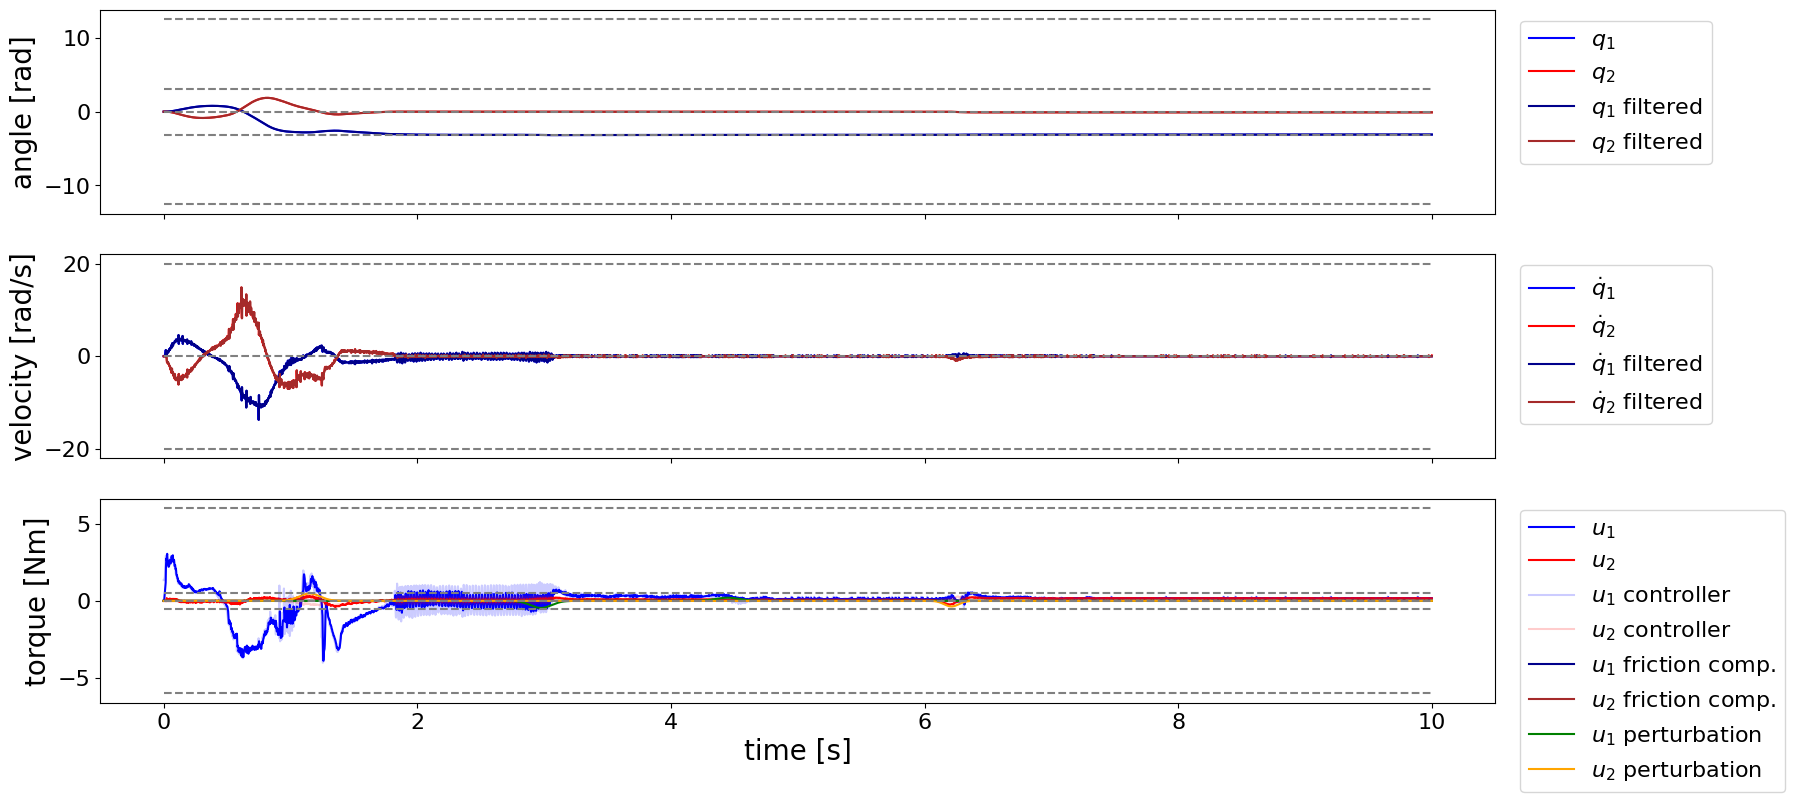 angle [rad]
10
0
−10
q₁
q₂
q₁ filtered
q₂ filtered
velocity [rad/s]
20
0
−20
q̇₁
q̇₂
q̇₁ filtered
q̇₂ filtered
torque [Nm]
5
0
−5
0 2 4 6 8 10
time [s]
u₁
u₂
u₁ controller
u₂ controller
u₁ friction comp.
u₂ friction comp.
u₁ perturbation
u₂ perturbation